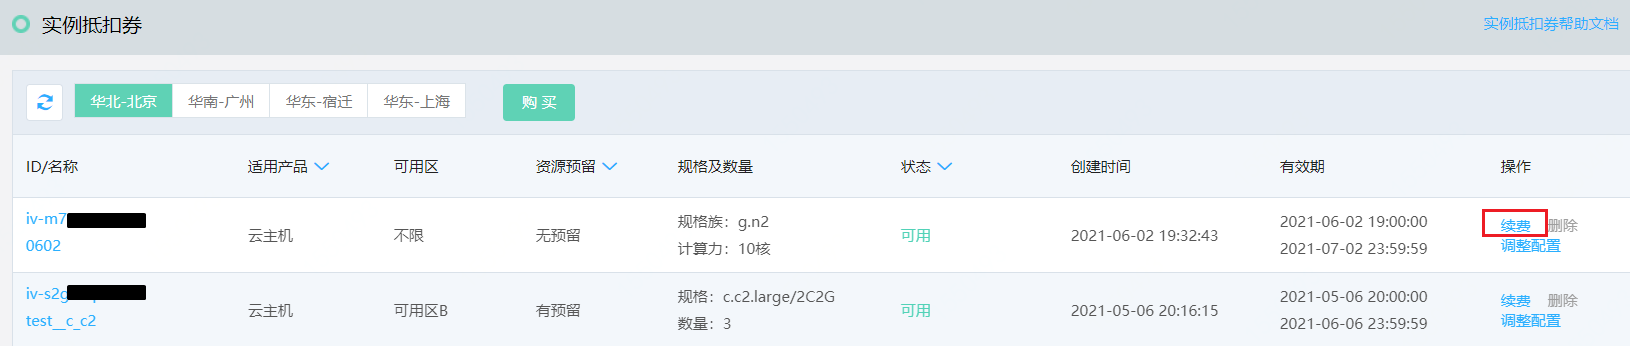 实例抵扣券
实例抵扣券帮助文档
华北-北京 华南-广州 华东-宿迁 华东-上海 购 买
ID/名称 适用产品 可用区 资源预留 规格及数量 状态 创建时间 有效期 操作
iv-m7
0602
云主机
不限
无预留
规格族：g.n2
计算力：10核
可用
2021-06-02 19:32:43
2021-06-02 19:00:00
2021-07-02 23:59:59
续费 删除
调整配置
iv-s2g
test__c_c2
云主机
可用区B
有预留
规格：c.c2.large/2C2G
数量：3
可用
2021-05-06 20:16:15
2021-05-06 20:00:00
2021-06-06 23:59:59
续费 删除
调整配置